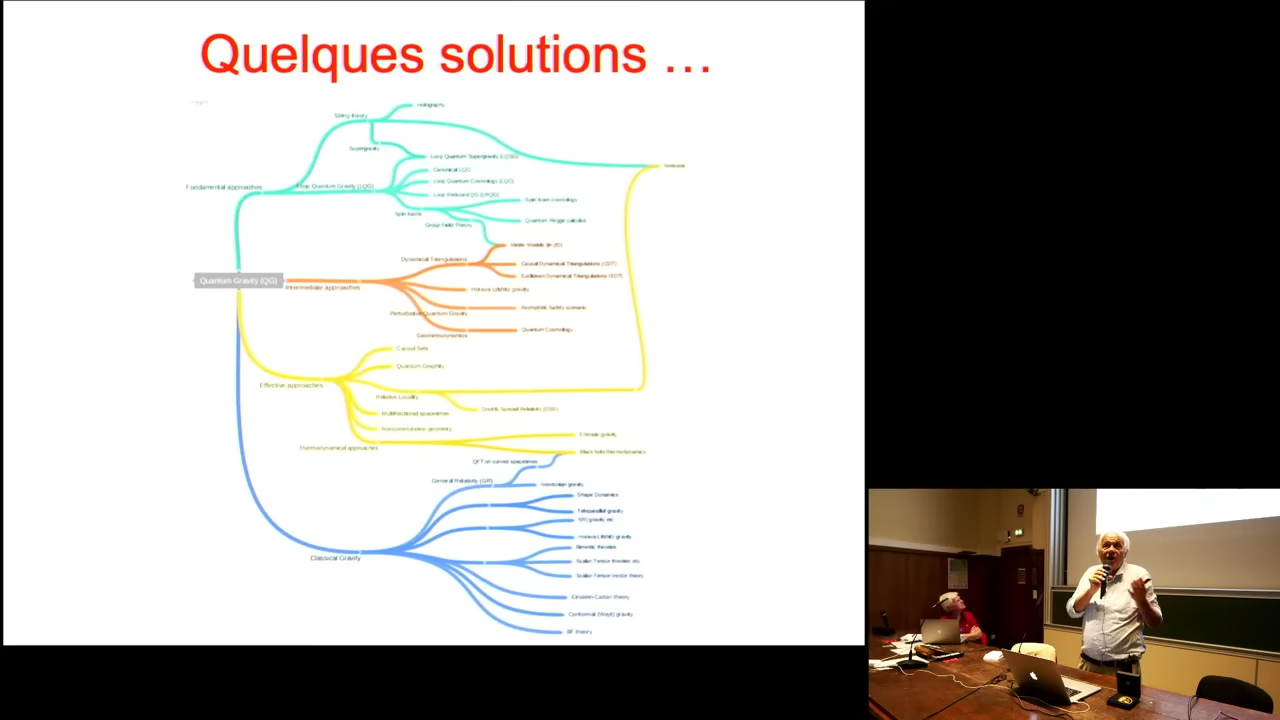 Quelques solutions ...
Holography
String theory
Supergravity
Loop Quantum Supergravity (LQSG)
Canonical LQG
Fundamental approaches
Loop Quantum Gravity (LQG)
Loop Quantum Cosmology (LQC)
Loop Reduced QG (LRQG)
Spin foam cosmology
Spin foams
Group Field Theory
Quantum Regge calculus
Dynamical Triangulations
Causal Dynamical Triangulations (CDT)
Euclidean Dynamical Triangulations (EDT)
Quantum Gravity (QG)
Intermediate approaches
Horava Lifshitz gravity
Asymptotic Safety scenario
Perturbative Quantum Gravity
Quantum Cosmology
Geometrodynamics
Causal Sets
Quantum Graphity
Effective approaches
Relative Locality
Doubly Special Relativity (DSR)
Multifractional spacetimes
Noncommutative geometry
Entropic gravity
Thermodynamical approaches
Black hole thermodynamics
QFT on curved spacetimes
General Relativity (GR)
Newtonian gravity
Shape Dynamics
Teleparallel gravity
f(R) gravity etc
Horava Lifshitz gravity
Bimetric theories
Classical Gravity
Scalar-Tensor theories etc
Scalar-Tensor-Vector theory
Einstein-Cartan theory
Conformal (Weyl) gravity
BF theory